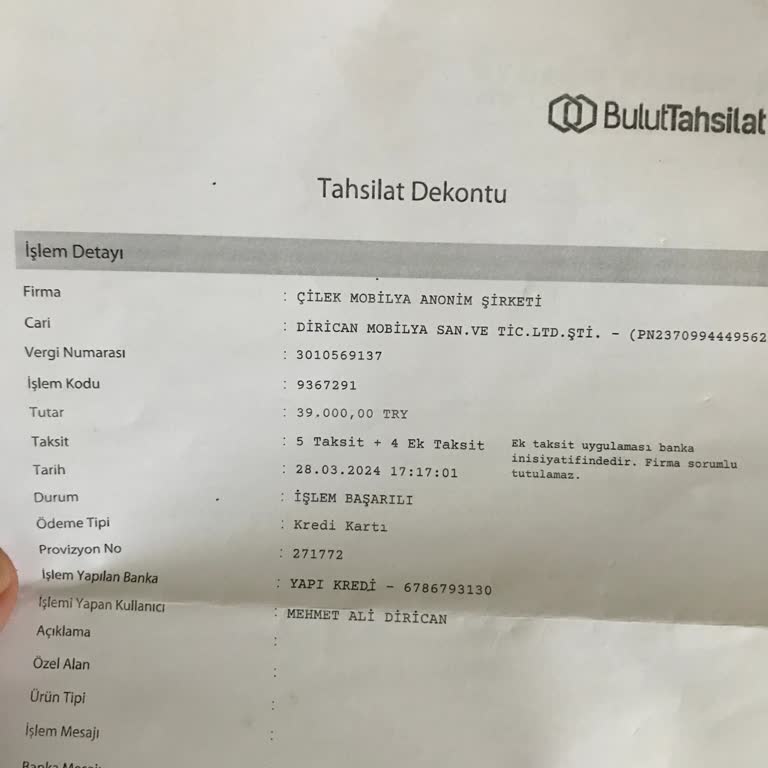 BulutTahsilat
Tahsilat Dekontu
İşlem Detayı
Firma : ÇİLEK MOBİLYA ANONİM ŞİRKETİ
Cari : DİRİCAN MOBİLYA SAN.VE TİC.LTD.ŞTİ. - (PN2370994449562
Vergi Numarası : 3010569137
İşlem Kodu : 9367291
Tutar : 39.000,00 TRY
Taksit : 5 Taksit + 4 Ek Taksit Ek taksit uygulaması banka
inisiyatifindedir. Firma sorumlu
tutulamaz.
Tarih : 28.03.2024 17:17:01
Durum : İŞLEM BAŞARILI
Ödeme Tipi : Kredi Kartı
Provizyon No : 271772
İşlem Yapılan Banka : YAPI KREDİ - 6786793130
İşlemi Yapan Kullanıcı : MEHMET ALİ DİRİCAN
Açıklama :
Özel Alan :
Ürün Tipi :
İşlem Mesajı :
Banka